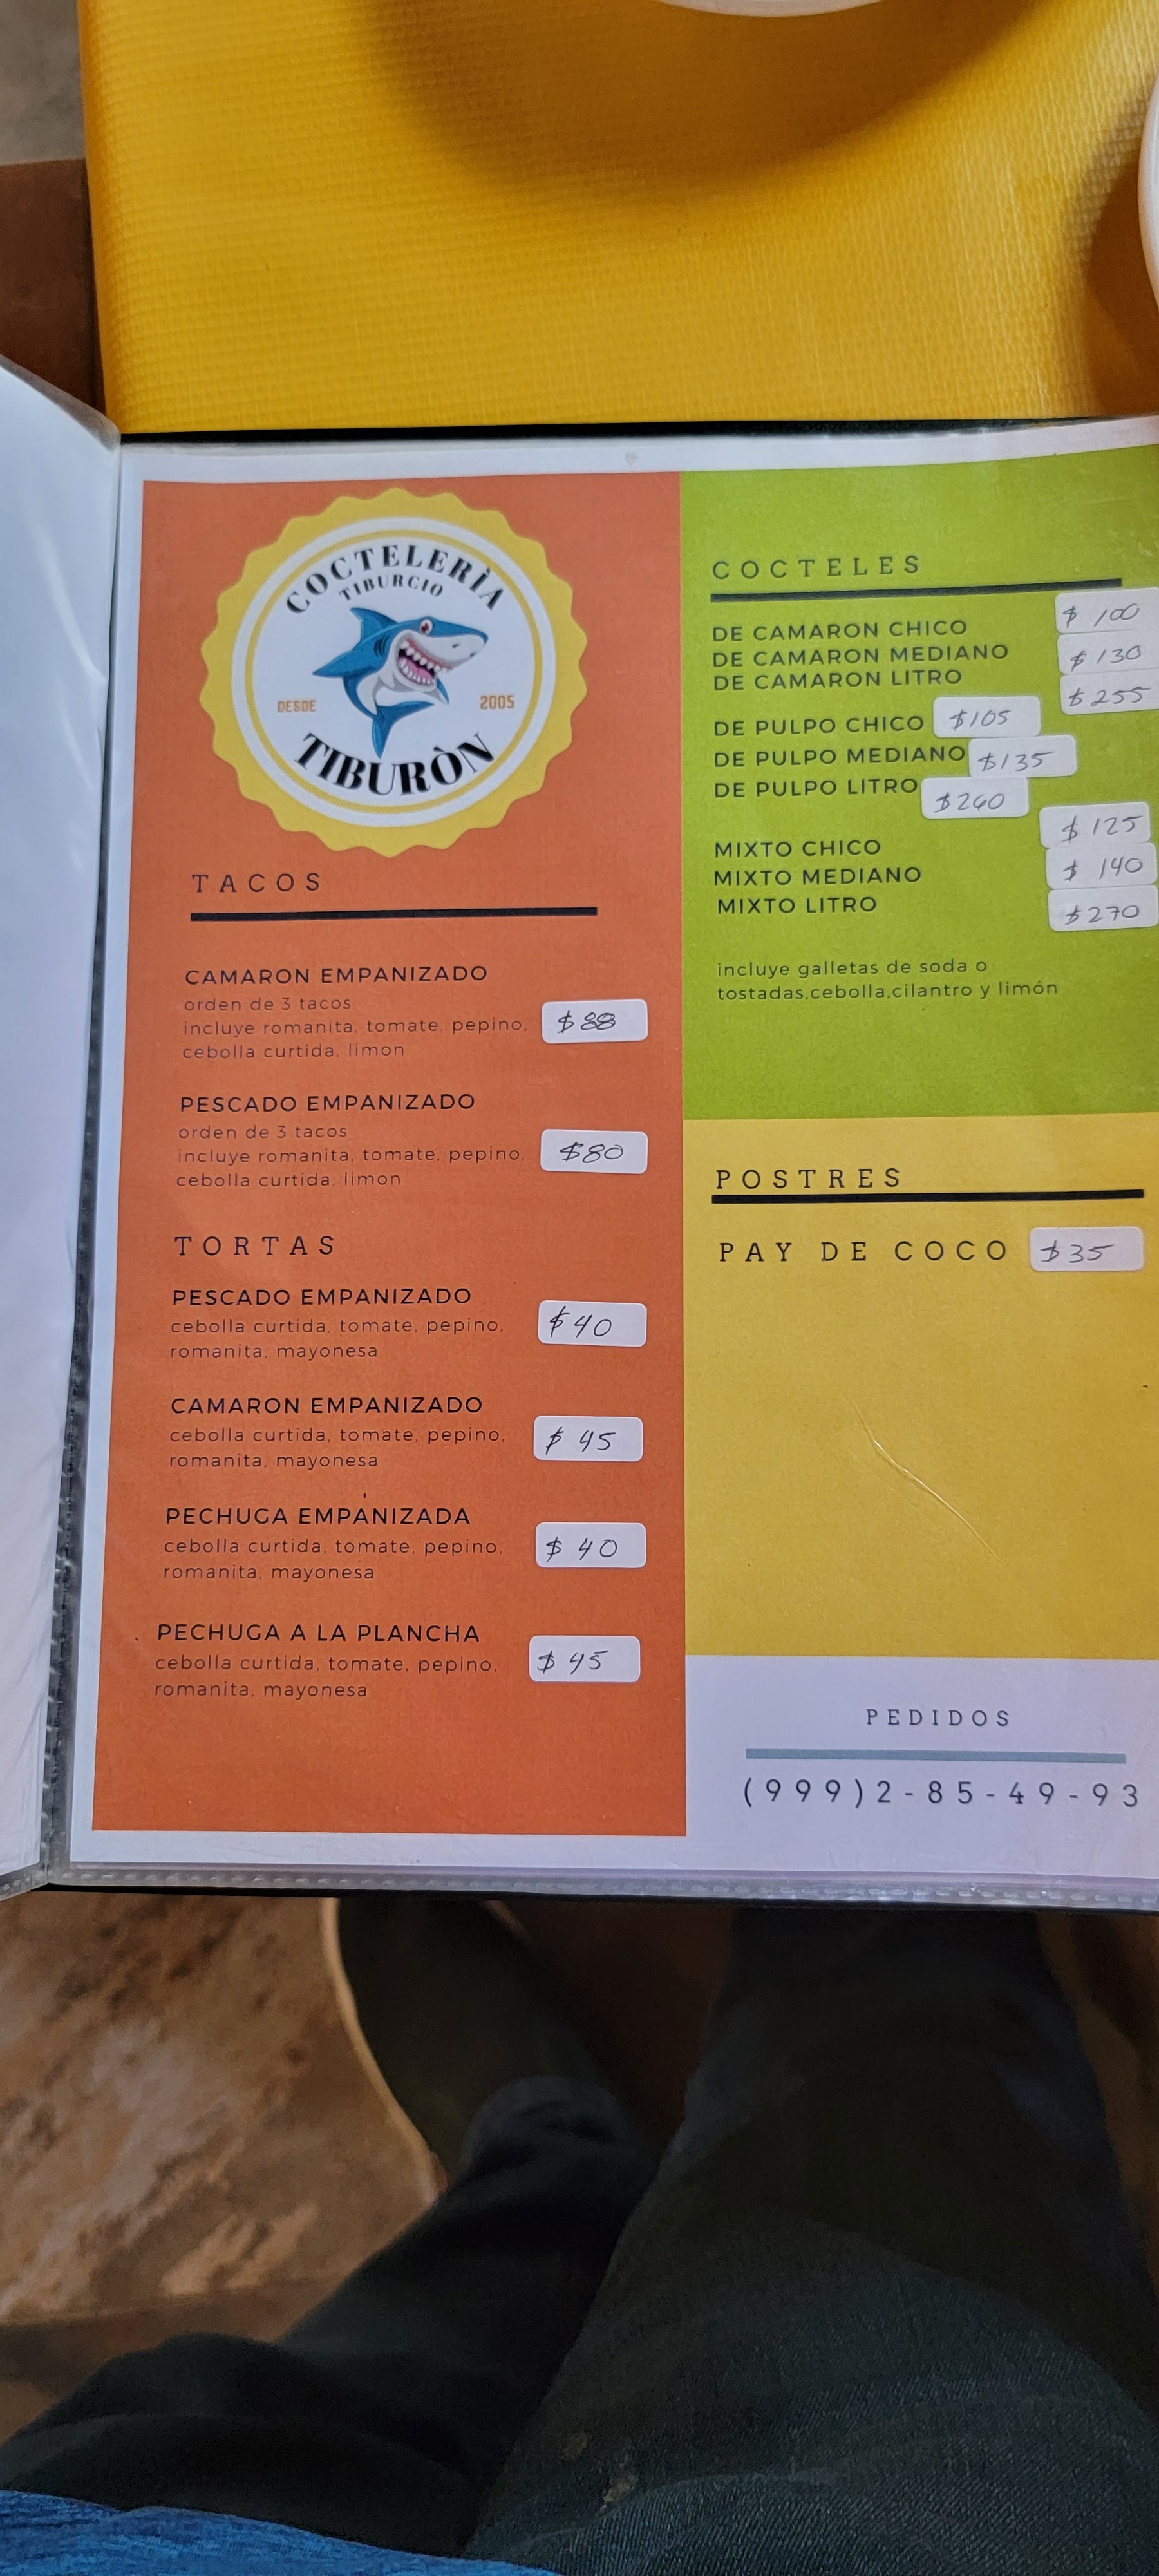 COCTELERÌA
TIBURCIO
DESDE 2005
TIBURÒN
TACOS
CAMARON EMPANIZADO
orden de 3 tacos
incluye romanita, tomate, pepino, $88
cebolla curtida, limon
PESCADO EMPANIZADO
orden de 3 tacos
incluye romanita, tomate, pepino, $80
cebolla curtida, limon
TORTAS
PESCADO EMPANIZADO
cebolla curtida, tomate, pepino, $40
romanita, mayonesa
CAMARON EMPANIZADO
cebolla curtida, tomate, pepino, $45
romanita, mayonesa
PECHUGA EMPANIZADA
cebolla curtida, tomate, pepino, $40
romanita, mayonesa
PECHUGA A LA PLANCHA
cebolla curtida, tomate, pepino, $45
romanita, mayonesa
COCTELES
DE CAMARON CHICO $100
DE CAMARON MEDIANO $130
DE CAMARON LITRO $255
DE PULPO CHICO $105
DE PULPO MEDIANO $135
DE PULPO LITRO $260
MIXTO CHICO $125
MIXTO MEDIANO $140
MIXTO LITRO $270
incluye galletas de soda o
tostadas,cebolla,cilantro y limón
POSTRES
PAY DE COCO $35
PEDIDOS
(999)2-85-49-93